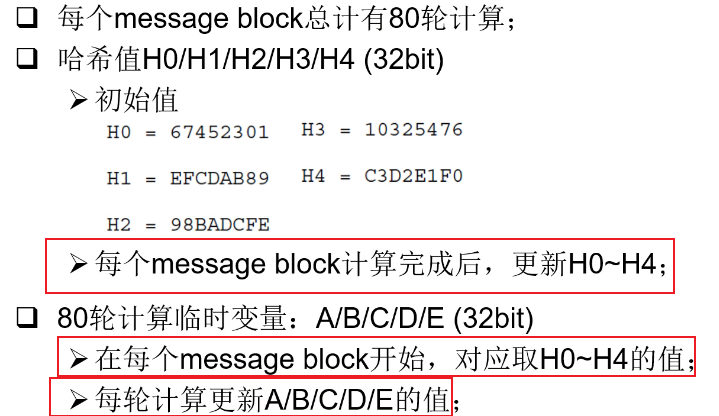 ❑ 每个message block总计有80轮计算；
❑ 哈希值H0/H1/H2/H3/H4 (32bit)
➢初始值
H0 = 67452301 H3 = 10325476
H1 = EFCDAB89 H4 = C3D2E1F0
H2 = 98BADCFE
➢每个message block计算完成后，更新H0~H4；
❑ 80轮计算临时变量：A/B/C/D/E (32bit)
➢在每个message block开始，对应取H0~H4的值；
➢每轮计算更新A/B/C/D/E的值；